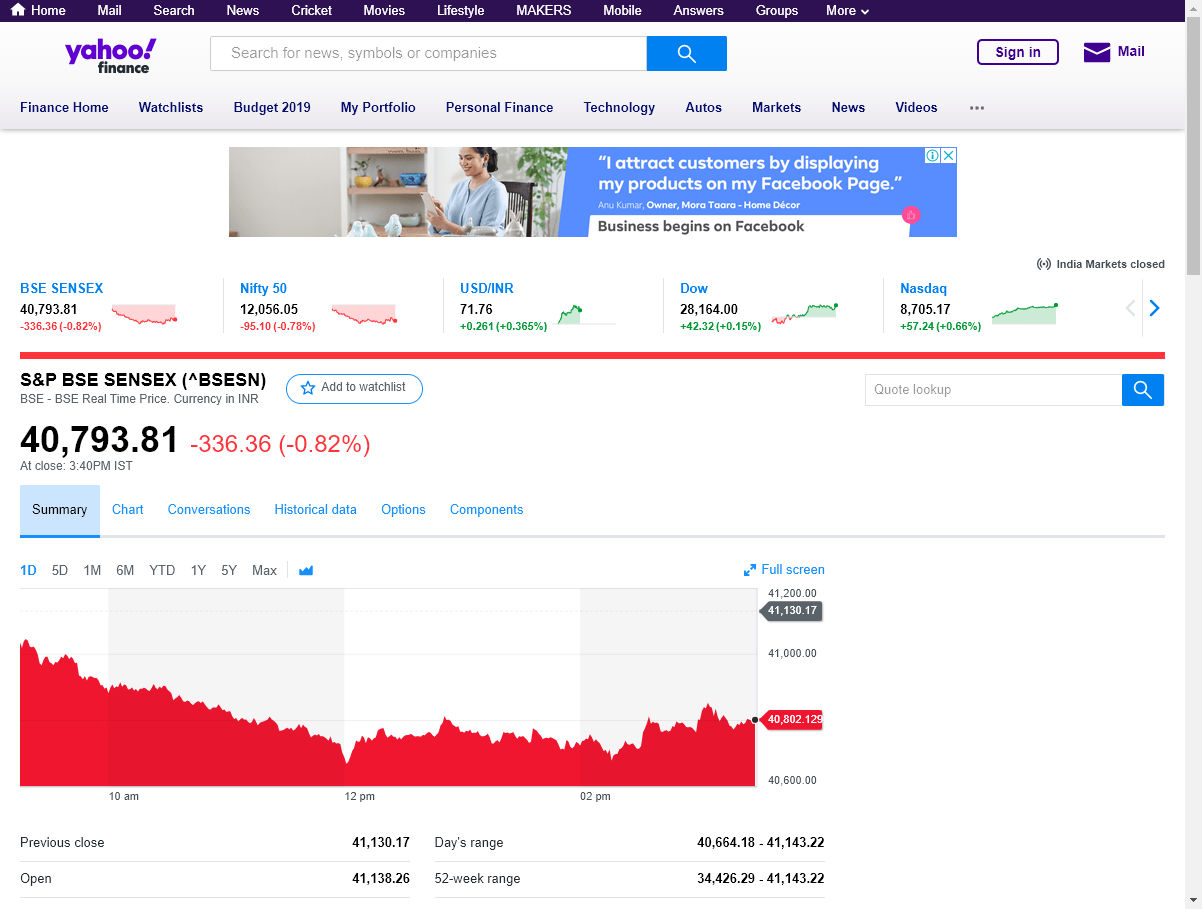 Home Mail Search News Cricket Movies Lifestyle MAKERS Mobile Answers Groups More
yahoo!
finance
Search for news, symbols or companies
Sign in
Mail
Finance Home Watchlists Budget 2019 My Portfolio Personal Finance Technology Autos Markets News Videos
“I attract customers by displaying
my products on my Facebook Page.”
Anu Kumar, Owner, Mora Taara - Home Décor
Business begins on Facebook
India Markets closed
BSE SENSEX
40,793.81
-336.36 (-0.82%)
Nifty 50
12,056.05
-95.10 (-0.78%)
USD/INR
71.76
+0.261 (+0.365%)
Dow
28,164.00
+42.32 (+0.15%)
Nasdaq
8,705.17
+57.24 (+0.66%)
S&P BSE SENSEX (^BSESN)
BSE - BSE Real Time Price. Currency in INR
Add to watchlist
Quote lookup
40,793.81 -336.36 (-0.82%)
At close: 3:40PM IST
Summary Chart Conversations Historical data Options Components
1D 5D 1M 6M YTD 1Y 5Y Max
Full screen
41,200.00
41,130.17
41,000.00
40,802.129
40,600.00
10 am 12 pm 02 pm
Previous close 41,130.17
Day's range 40,664.18 - 41,143.22
Open 41,138.26
52-week range 34,426.29 - 41,143.22